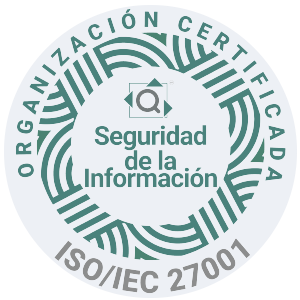 ORGANIZACIÓN CERTIFICADA
Seguridad
de la
Información
ISO/IEC 27001